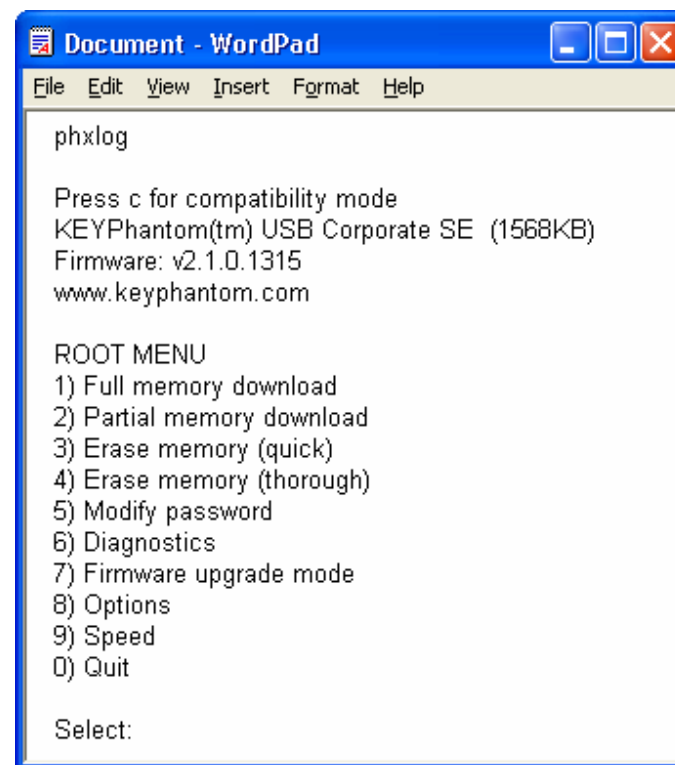 Document - WordPad
File Edit View Insert Format Help
phxlog
Press c for compatibility mode
KEYPhantom(tm) USB Corporate SE (1568KB)
Firmware: v2.1.0.1315
www.keyphantom.com
ROOT MENU
1) Full memory download
2) Partial memory download
3) Erase memory (quick)
4) Erase memory (thorough)
5) Modify password
6) Diagnostics
7) Firmware upgrade mode
8) Options
9) Speed
0) Quit
Select: